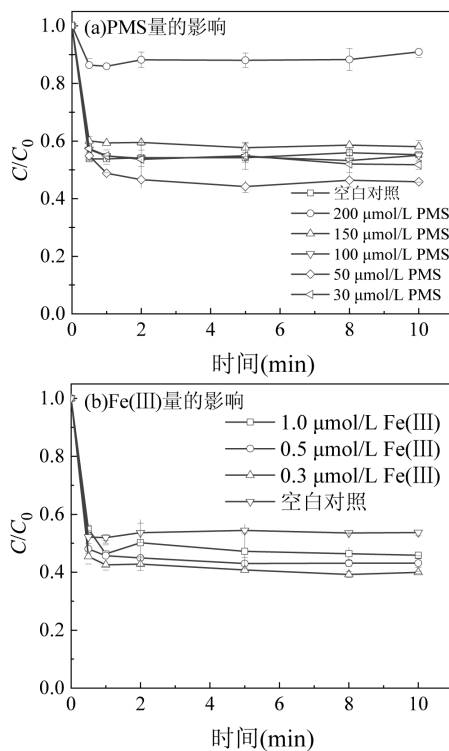 (a)PMS量的影响
1.0
0.8
0.6
0.4
0.2
0.0
C/C₀
空白对照
200 μmol/L PMS
150 μmol/L PMS
100 μmol/L PMS
50 μmol/L PMS
30 μmol/L PMS
0 2 4 6 8 10
时间(min)
(b)Fe(Ⅲ)量的影响
1.0
0.8
0.6
0.4
0.2
0.0
C/C₀
1.0 μmol/L Fe(Ⅲ)
0.5 μmol/L Fe(Ⅲ)
0.3 μmol/L Fe(Ⅲ)
空白对照
0 2 4 6 8 10
时间(min)